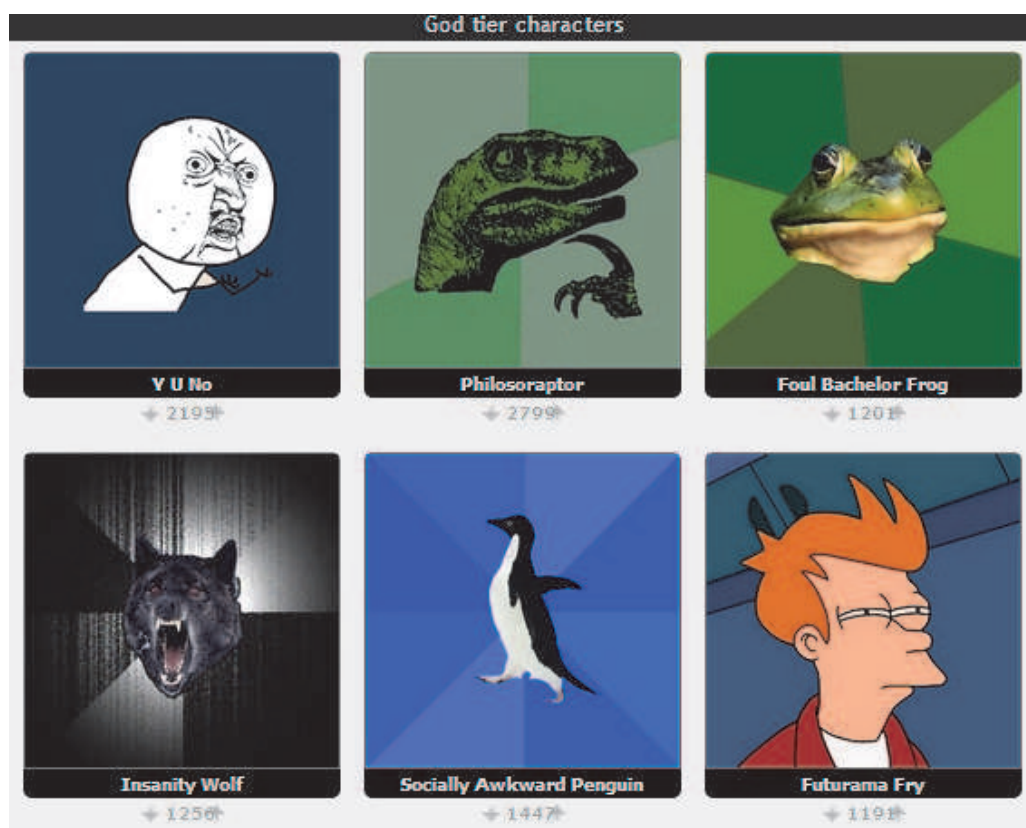 God tier characters
Y U No
Philosoraptor
Foul Bachelor Frog
2195
2799
1201
Insanity Wolf
Socially Awkward Penguin
Futurama Fry
1256
1447
1191